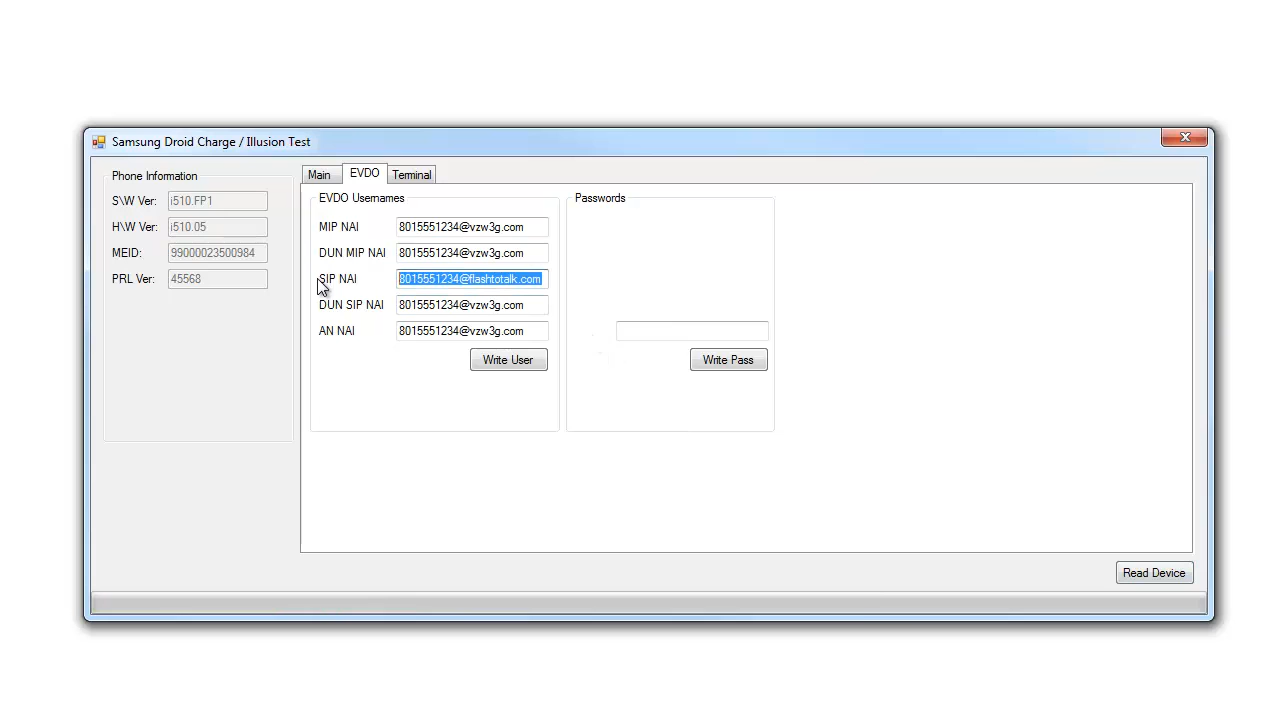 Samsung Droid Charge / Illusion Test
Phone Information
S\W Ver: i510.FP1
H\W Ver: i510.05
MEID: 99000023500984
PRL Ver: 45568
Main EVDO Terminal
EVDO Usernames
MIP NAI 8015551234@vzw3g.com
DUN MIP NAI 8015551234@vzw3g.com
SIP NAI 8015551234@flashtotalk.com
DUN SIP NAI 8015551234@vzw3g.com
AN NAI 8015551234@vzw3g.com
Write User
Passwords
Write Pass
Read Device